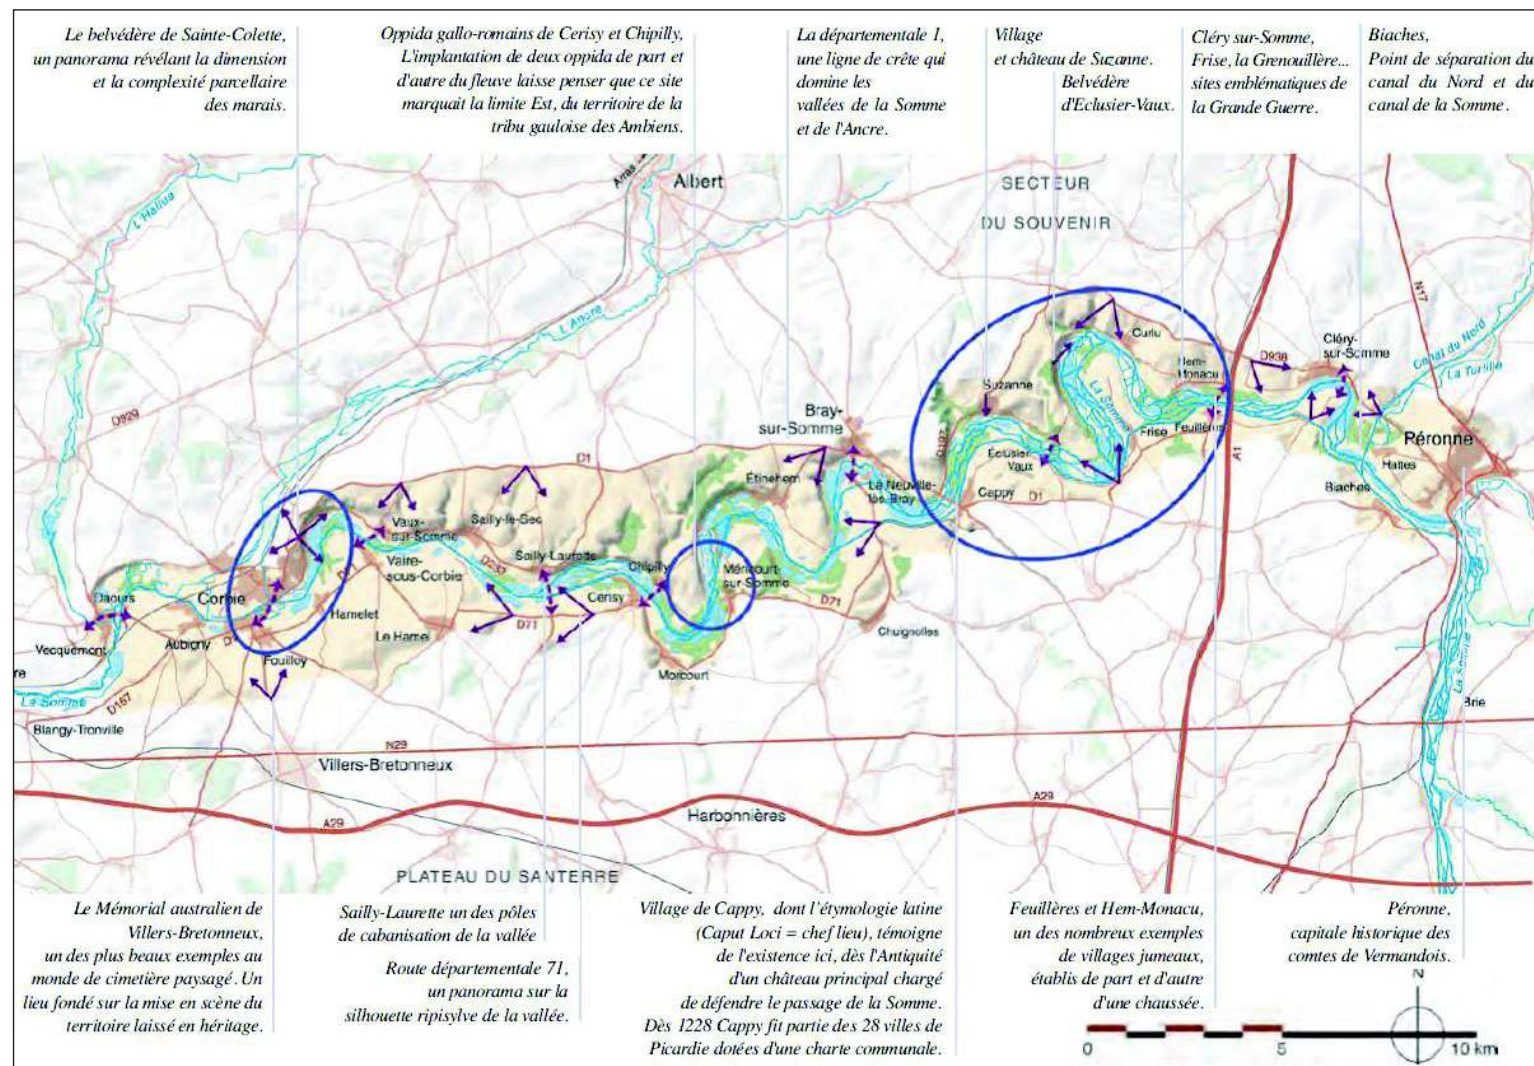 Le belvédère de Sainte-Colette,
un panorama révélant la dimension
et la complexité parcellaire
des marais.
Oppida gallo-romains de Cerisy et Chipilly,
L'implantation de deux oppida de part et
d'autre du fleuve laisse penser que ce site
marquait la limite Est, du territoire de la
tribu gauloise des Ambiens.
La départementale 1,
une ligne de crête qui
domine les
vallées de la Somme
et de l'Ancre.
Village
et château de Suzanne.
Belvédère
d'Eclusier-Vaux.
Cléry sur-Somme,
Frise, la Grenouillère...
sites emblématiques de
la Grande Guerre.
Biaches,
Point de séparation du
canal du Nord et du
canal de la Somme.
L'Hallue
Arras
Albert
SECTEUR
DU SOUVENIR
N17
L'Ancre
D929
Curlu
Cléry-
sur-Somme
Canal du Nord
La Tortille
D938
Hem-
Monacu
Suzanne
La Somme
Bray-
sur-Somme
D197
Frise
Feuillères
A1
Péronne
Halles
Eclusier
Vaux
D1
Étinehem
La Neuville-
lès-Bray
Cappy
D1
Biaches
Vaux-
sur-Somme
Sailly-le-Sec
Sailly-Laurette
D233
Vaire-
sous-Corbie
Chipilly
Méricourt-
sur-Somme
Cerisy
D71
Daours
Corbie
Hamelet
Le Hamel
D71
Chuignolles
Vecquemont
Aubigny
Fouilloy
Morcourt
re
La Somme
D167
La Somme
Brie
Blangy-Tronville
N29
Villers-Bretonneux
A29
Harbonnières
A29
PLATEAU DU SANTERRE
Le Mémorial australien de
Villers-Bretonneux,
un des plus beaux exemples au
monde de cimetière paysagé. Un
lieu fondé sur la mise en scène du
territoire laissé en héritage.
Sailly-Laurette un des pôles
de cabanisation de la vallée
Route départementale 71,
un panorama sur la
silhouette ripisylve de la vallée.
Village de Cappy, dont l'étymologie latine
(Caput Loci = chef lieu), témoigne
de l'existence ici, dès l'Antiquité
d'un château principal chargé
de défendre le passage de la Somme.
Dès 1228 Cappy fit partie des 28 villes de
Picardie dotées d'une charte communale.
Feuillères et Hem-Monacu,
un des nombreux exemples
de villages jumeaux,
établis de part et d'autre
d'une chaussée.
Péronne,
capitale historique des
comtes de Vermandois.
N
0 5 10 km